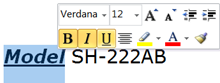 Verdana 12 A A
B I U A
Model SH-222AB